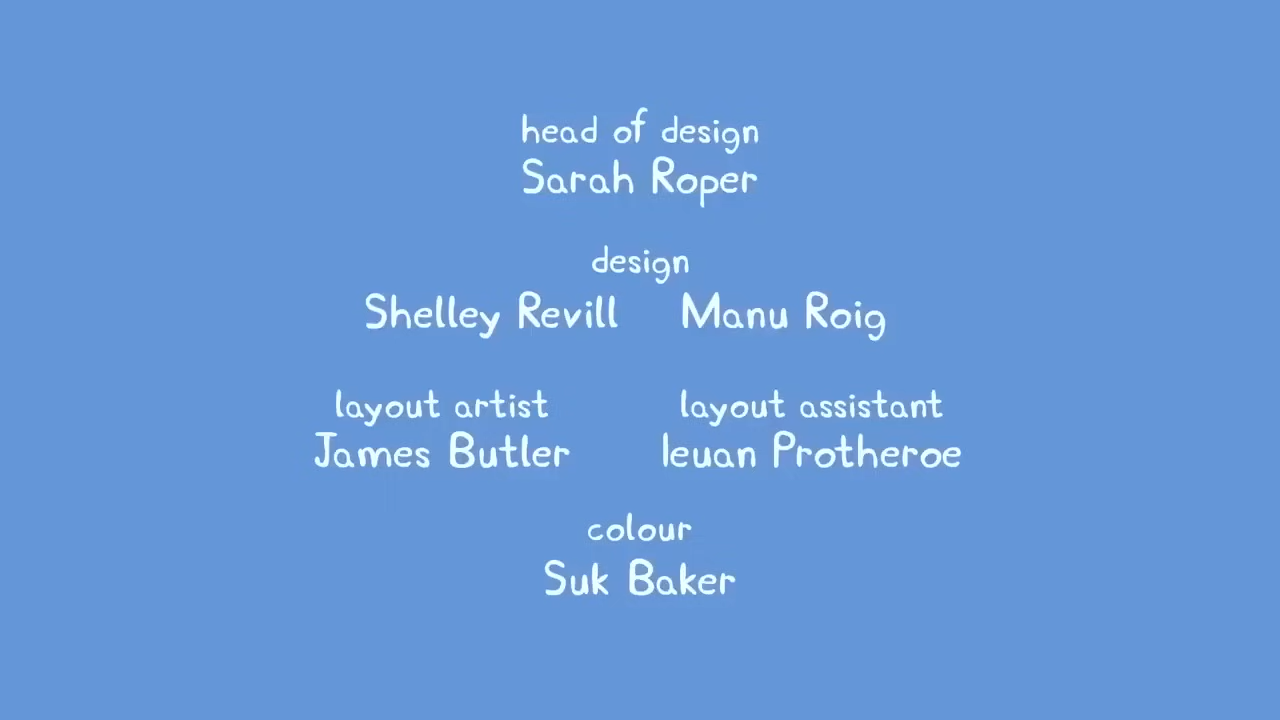 head of design
Sarah Roper
design
Shelley Revill Manu Roig
layout artist layout assistant
James Butler Ieuan Protheroe
colour
Suk Baker